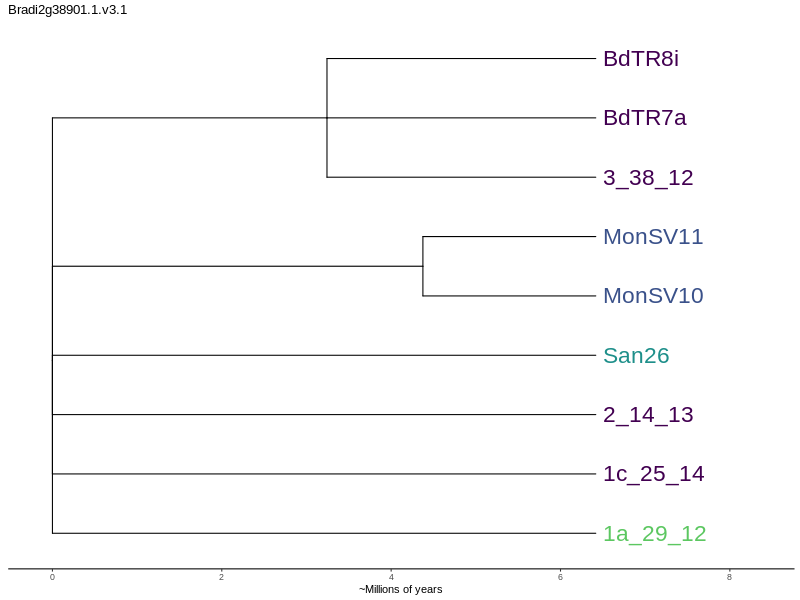 Bradi2g38901.1.v3.1
BdTR8i
BdTR7a
3_38_12
MonSV11
MonSV10
San26
2_14_13
1c_25_14
1a_29_12
0 2 4 6 8
~Millions of years